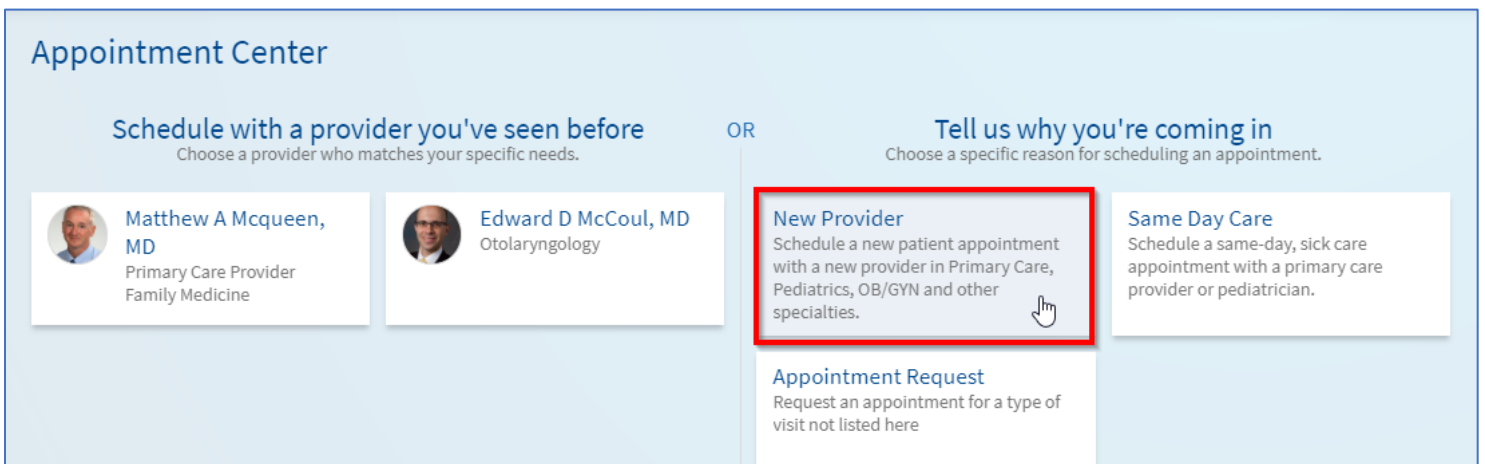 Appointment Center
Schedule with a provider you've seen before
Choose a provider who matches your specific needs.
Matthew A Mcqueen,
MD
Primary Care Provider
Family Medicine
Edward D McCoul, MD
Otolaryngology
OR
Tell us why you're coming in
Choose a specific reason for scheduling an appointment.
New Provider
Schedule a new patient appointment
with a new provider in Primary Care,
Pediatrics, OB/GYN and other
specialties.
Same Day Care
Schedule a same-day, sick care
appointment with a primary care
provider or pediatrician.
Appointment Request
Request an appointment for a type of
visit not listed here